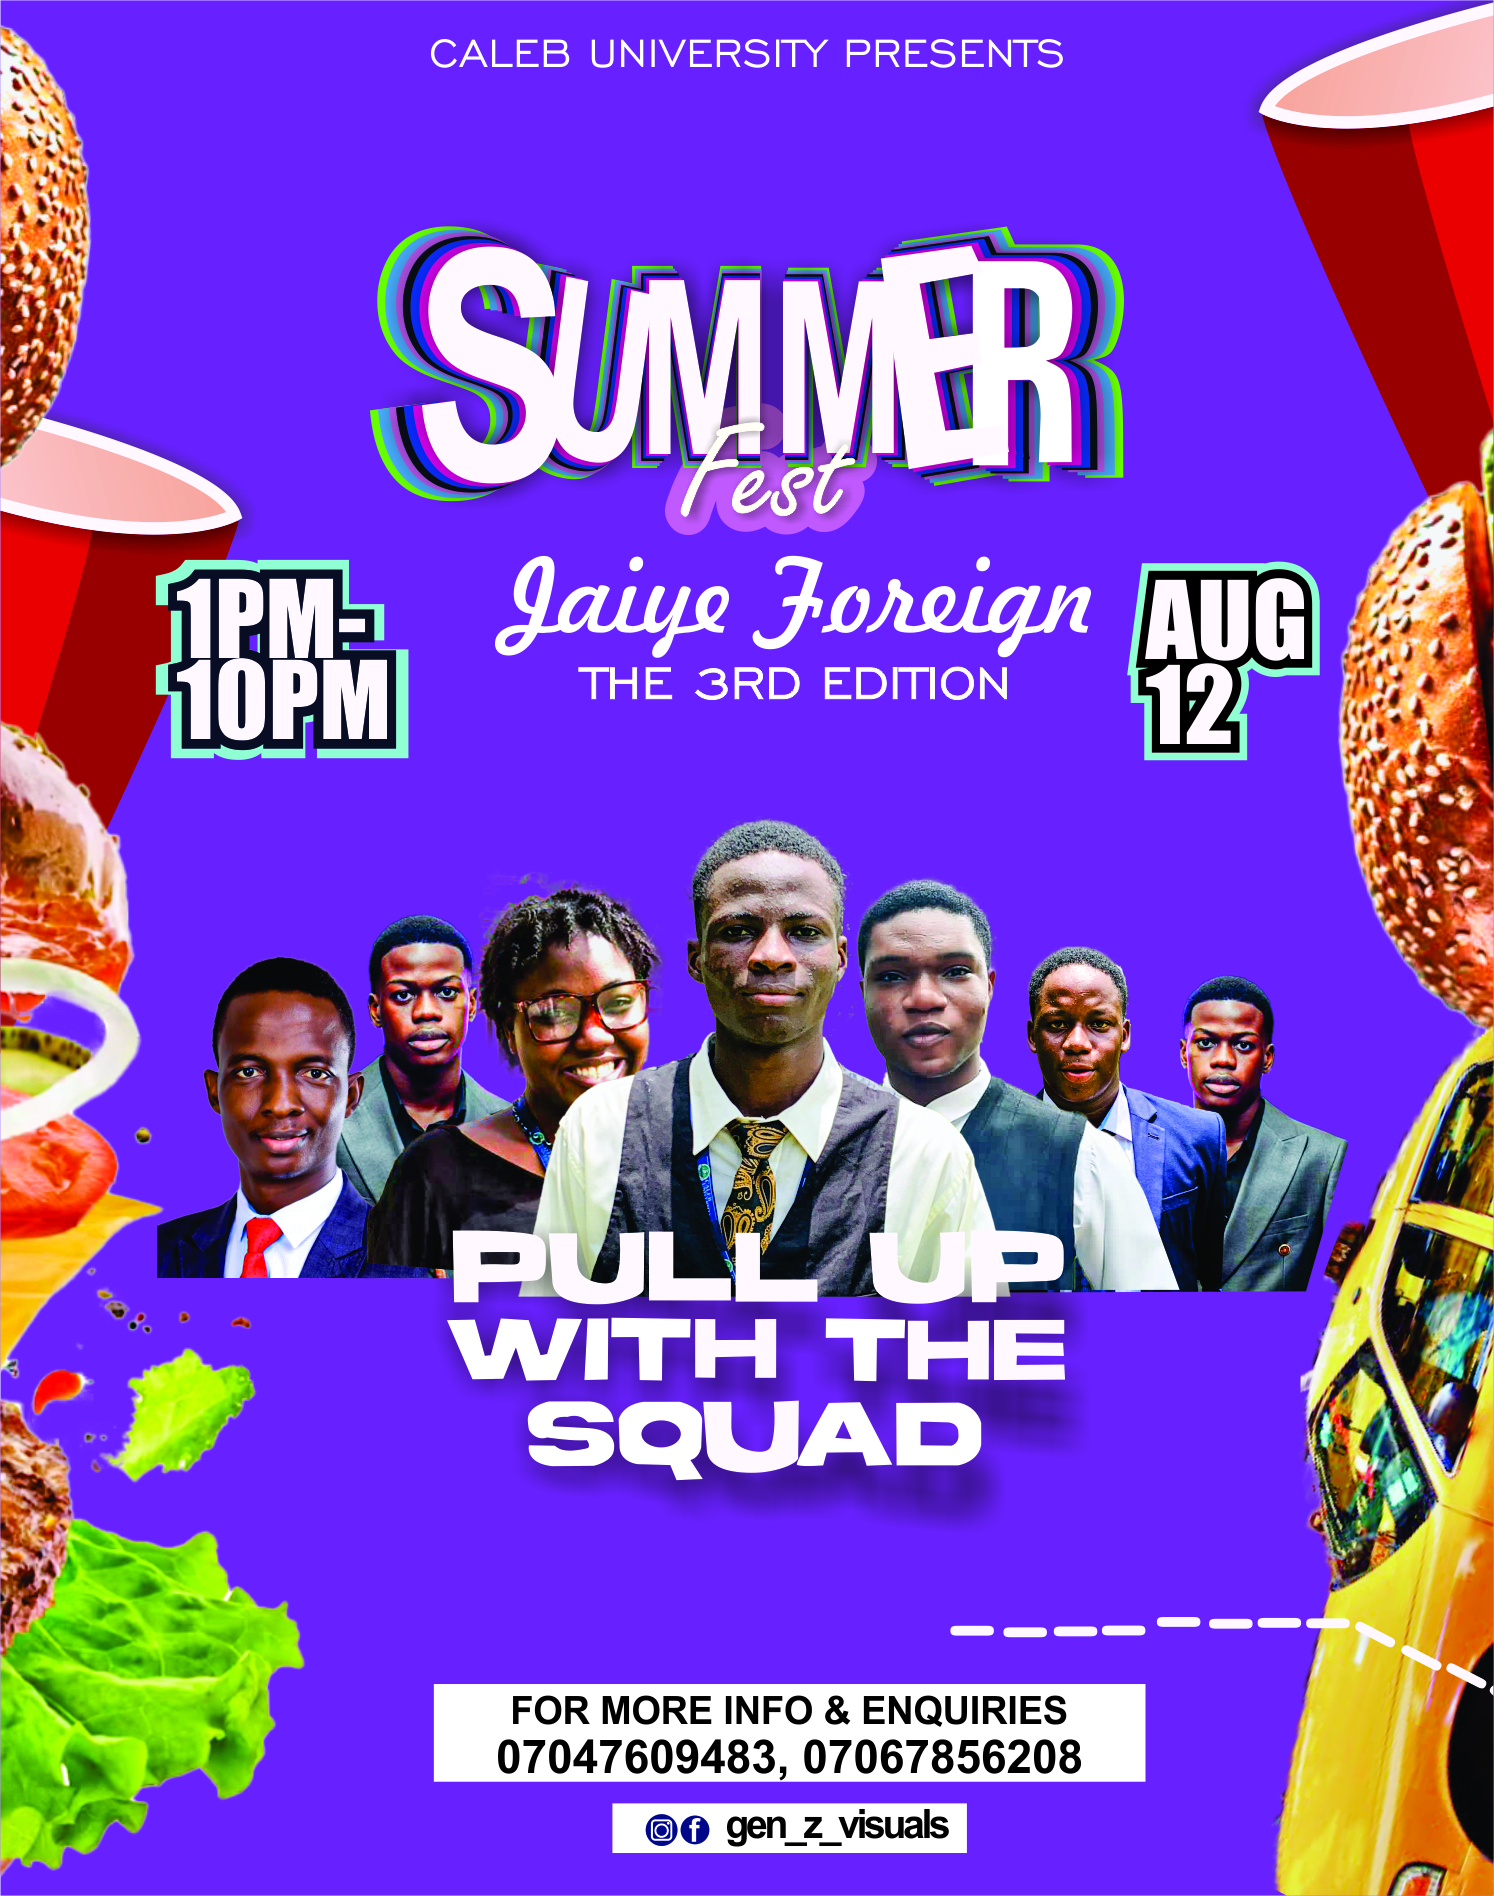 CALEB UNIVERSITY PRESENTS
SUMMER
Fest
Jaiye Foreign
THE 3RD EDITION
1PM-
10PM
AUG
12
PULL UP
WITH THE
SQUAD
FOR MORE INFO & ENQUIRIES
07047609483, 07067856208
gen_z_visuals